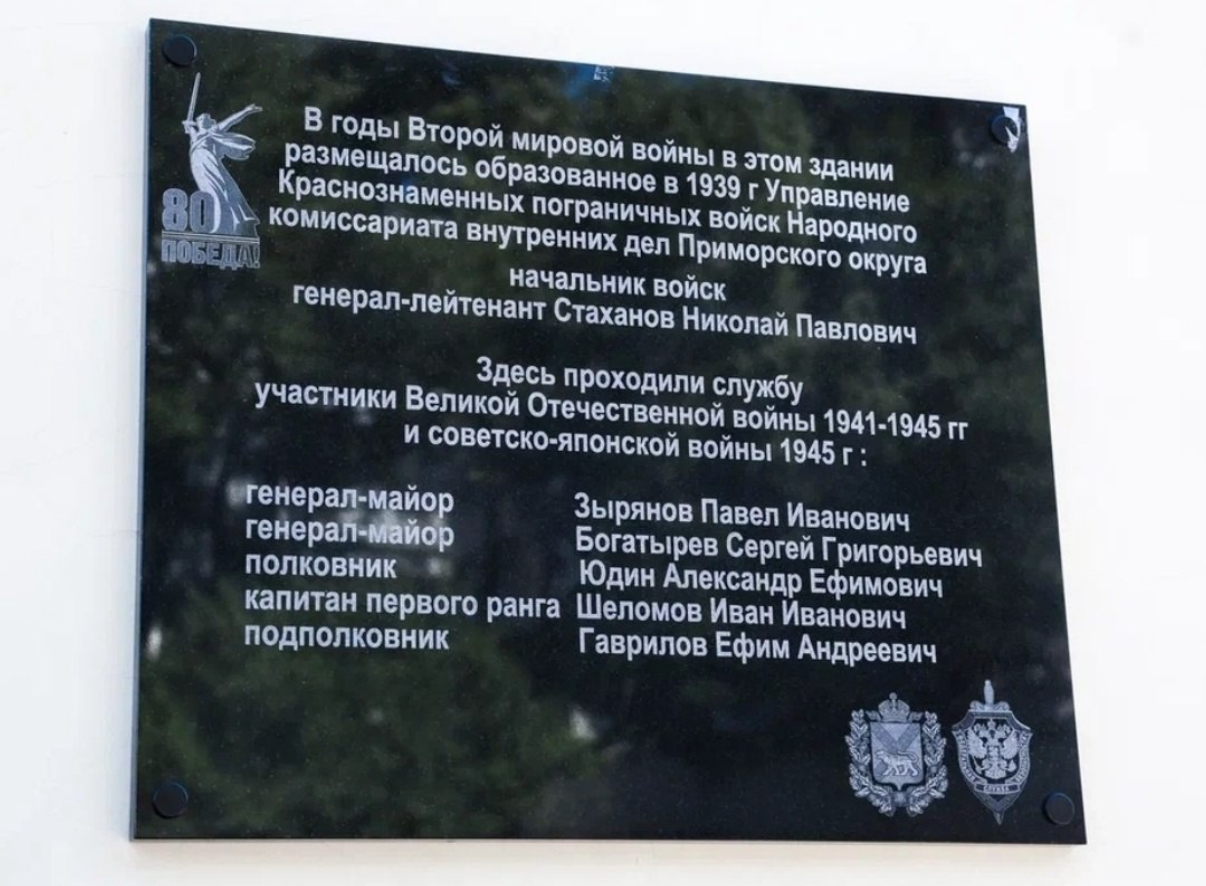 80
ПОБЕДА!
В годы Второй мировой войны в этом здании
размещалось образованное в 1939 г Управление
Краснознаменных пограничных войск Народного
комиссариата внутренних дел Приморского округа
начальник войск
генерал-лейтенант Стаханов Николай Павлович
Здесь проходили службу
участники Великой Отечественной войны 1941-1945 гг
и советско-японской войны 1945 г :
генерал-майор Зырянов Павел Иванович
генерал-майор Богатырев Сергей Григорьевич
полковник Юдин Александр Ефимович
капитан первого ранга Шеломов Иван Иванович
подполковник Гаврилов Ефим Андреевич